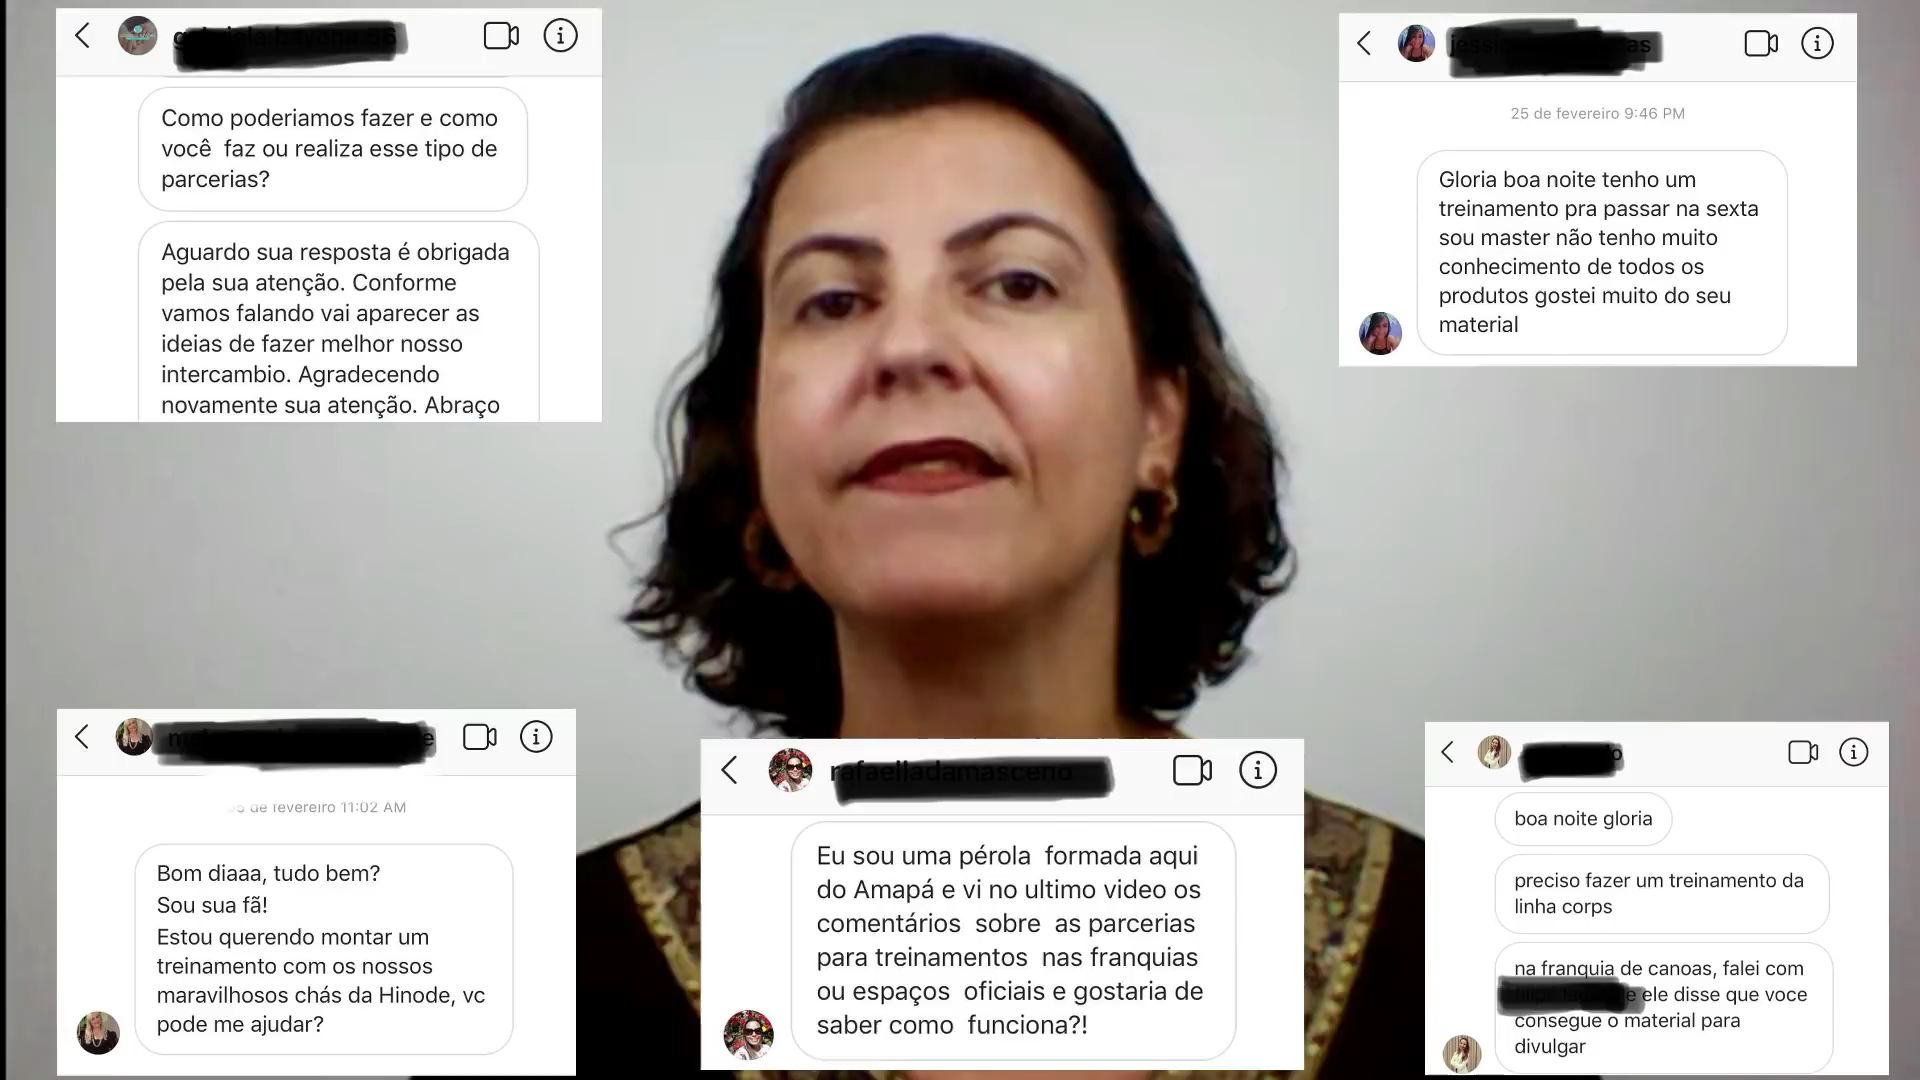 Como poderiamos fazer e como
você faz ou realiza esse tipo de
parcerias?
Aguardo sua resposta é obrigada
pela sua atenção. Conforme
vamos falando vai aparecer as
ideias de fazer melhor nosso
intercambio. Agradecendo
novamente sua atenção. Abraço
25 de fevereiro 9:46 PM
Gloria boa noite tenho um
treinamento pra passar na sexta
sou master não tenho muito
conhecimento de todos os
produtos gostei muito do seu
material
de fevereiro 11:02 AM
Bom diaaa, tudo bem?
Sou sua fã!
Estou querendo montar um
treinamento com os nossos
maravilhosos chás da Hinode, vc
pode me ajudar?
Eu sou uma pérola formada aqui
do Amapá e vi no ultimo video os
comentários sobre as parcerias
para treinamentos nas franquias
ou espaços oficiais e gostaria de
saber como funciona?!
boa noite gloria
preciso fazer um treinamento da
linha corps
na franquia de canoas, falei com
e ele disse que voce
consegue o material para
divulgar